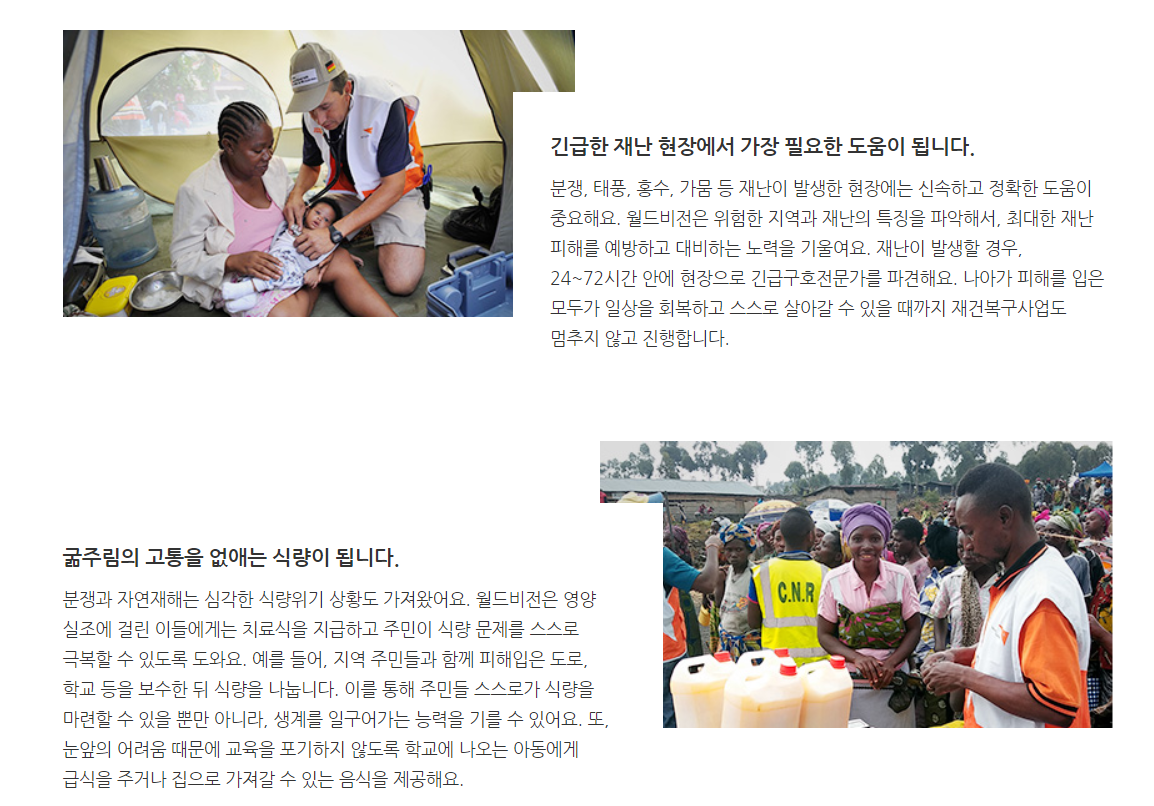 긴급한 재난 현장에서 가장 필요한 도움이 됩니다.
분쟁, 태풍, 홍수, 가뭄 등 재난이 발생한 현장에는 신속하고 정확한 도움이
중요해요. 월드비전은 위험한 지역과 재난의 특징을 파악해서, 최대한 재난
피해를 예방하고 대비하는 노력을 기울여요. 재난이 발생할 경우,
24~72시간 안에 현장으로 긴급구호전문가를 파견해요. 나아가 피해를 입은
모두가 일상을 회복하고 스스로 살아갈 수 있을 때까지 재건복구사업도
멈추지 않고 진행합니다.
굶주림의 고통을 없애는 식량이 됩니다.
분쟁과 자연재해는 심각한 식량위기 상황도 가져왔어요. 월드비전은 영양
실조에 걸린 이들에게는 치료식을 지급하고 주민이 식량 문제를 스스로
극복할 수 있도록 도와요. 예를 들어, 지역 주민들과 함께 피해입은 도로,
학교 등을 보수한 뒤 식량을 나눕니다. 이를 통해 주민들 스스로가 식량을
마련할 수 있을 뿐만 아니라, 생계를 일구어가는 능력을 기를 수 있어요. 또,
눈앞의 어려움 때문에 교육을 포기하지 않도록 학교에 나오는 아동에게
급식을 주거나 집으로 가져갈 수 있는 음식을 제공해요.
C.N.R